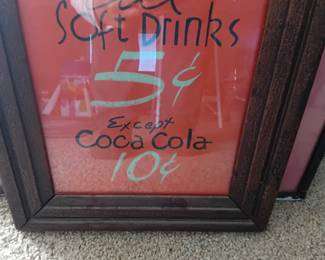 Soft Drinks
5¢
Except
Coca Cola
10¢